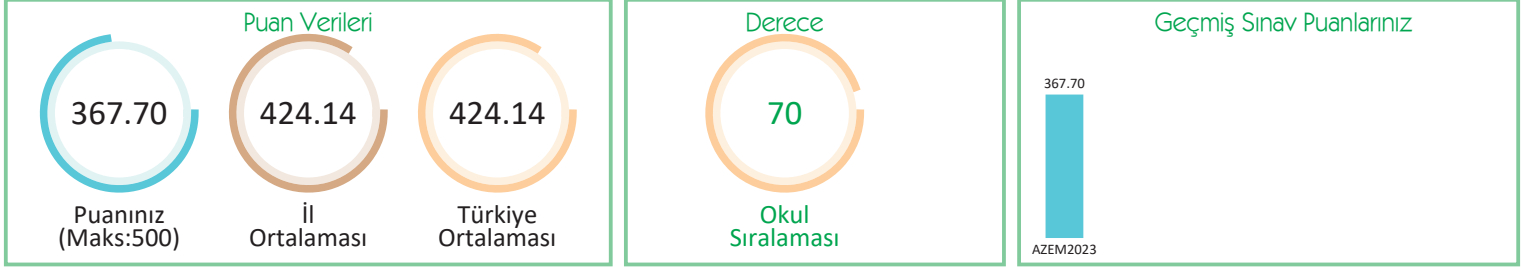 Puan Verileri
367.70
424.14
424.14
Puanınız
(Maks:500)
İl
Ortalaması
Türkiye
Ortalaması
Derece
70
Okul
Sıralaması
Geçmiş Sınav Puanlarınız
367.70
AZEM2023